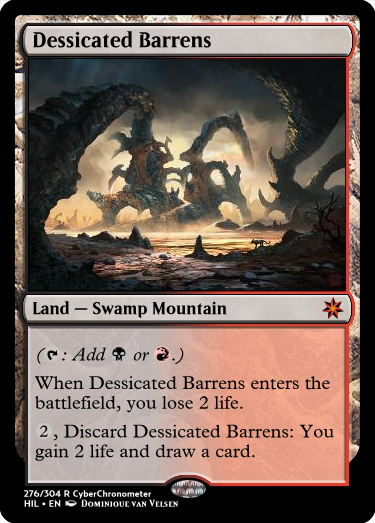 Dessicated Barrens
Land — Swamp Mountain
(: Add or .)
When Dessicated Barrens enters the
battlefield, you lose 2 life.
2 , Discard Dessicated Barrens: You
gain 2 life and draw a card.
276/304 R CyberChronometer
HIL • EN Dominique van Velsen